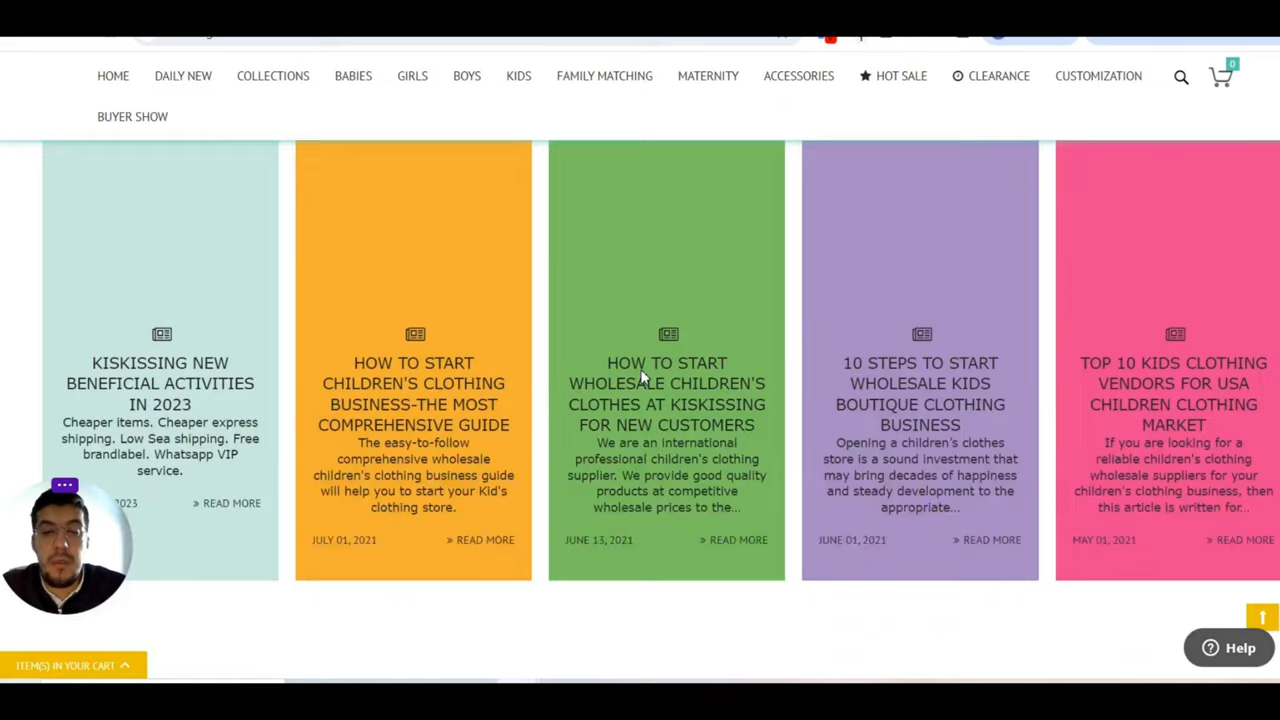 HOME DAILY NEW COLLECTIONS BABIES GIRLS BOYS KIDS FAMILY MATCHING MATERNITY ACCESSORIES HOT SALE CLEARANCE CUSTOMIZATION 0
BUYER SHOW
KISKISSING NEW
BENEFICIAL ACTIVITIES
IN 2023
Cheaper items. Cheaper express
shipping. Low Sea shipping. Free
brandlabel. Whatsapp VIP
service.
2023 » READ MORE
HOW TO START
CHILDREN'S CLOTHING
BUSINESS-THE MOST
COMPREHENSIVE GUIDE
The easy-to-follow
comprehensive wholesale
children's clothing business guide
will help you to start your Kid's
clothing store.
JULY 01, 2021 » READ MORE
HOW TO START
WHOLESALE CHILDREN'S
CLOTHES AT KISKISSING
FOR NEW CUSTOMERS
We are an international
professional children's clothing
supplier. We provide good quality
products at competitive
wholesale prices to the...
JUNE 13, 2021 » READ MORE
10 STEPS TO START
WHOLESALE KIDS
BOUTIQUE CLOTHING
BUSINESS
Opening a children's clothes
store is a sound investment that
may bring decades of happiness
and steady development to the
appropriate...
JUNE 01, 2021 » READ MORE
TOP 10 KIDS CLOTHING
VENDORS FOR USA
CHILDREN CLOTHING
MARKET
If you are looking for a
reliable children's clothing
wholesale suppliers for your
children's clothing business, then
this article is written for...
MAY 01, 2021 » READ MORE
ITEM(S) IN YOUR CART
Help